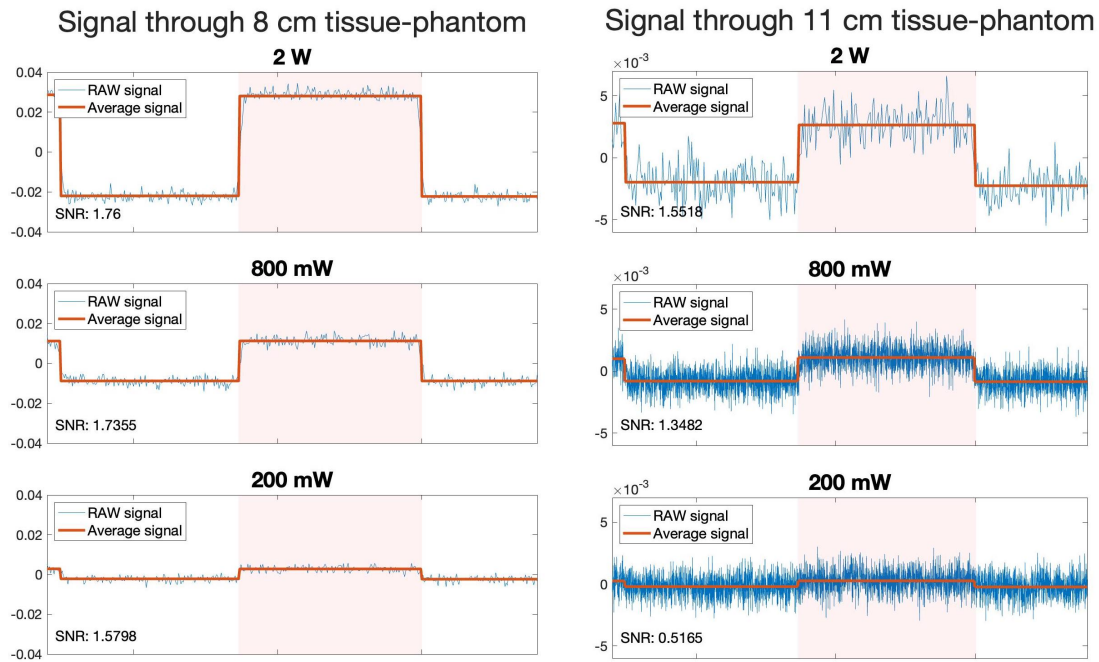 Signal through 8 cm tissue-phantom
2 W
0.04
0.02
0
-0.02
-0.04
RAW signal
Average signal
SNR: 1.76
800 mW
0.04
0.02
0
-0.02
-0.04
RAW signal
Average signal
SNR: 1.7355
200 mW
0.04
0.02
0
-0.02
-0.04
RAW signal
Average signal
SNR: 1.5798
Signal through 11 cm tissue-phantom
2 W
×10⁻³
5
0
-5
RAW signal
Average signal
SNR: 1.5518
800 mW
×10⁻³
5
0
-5
RAW signal
Average signal
SNR: 1.3482
200 mW
×10⁻³
5
0
-5
RAW signal
Average signal
SNR: 0.5165